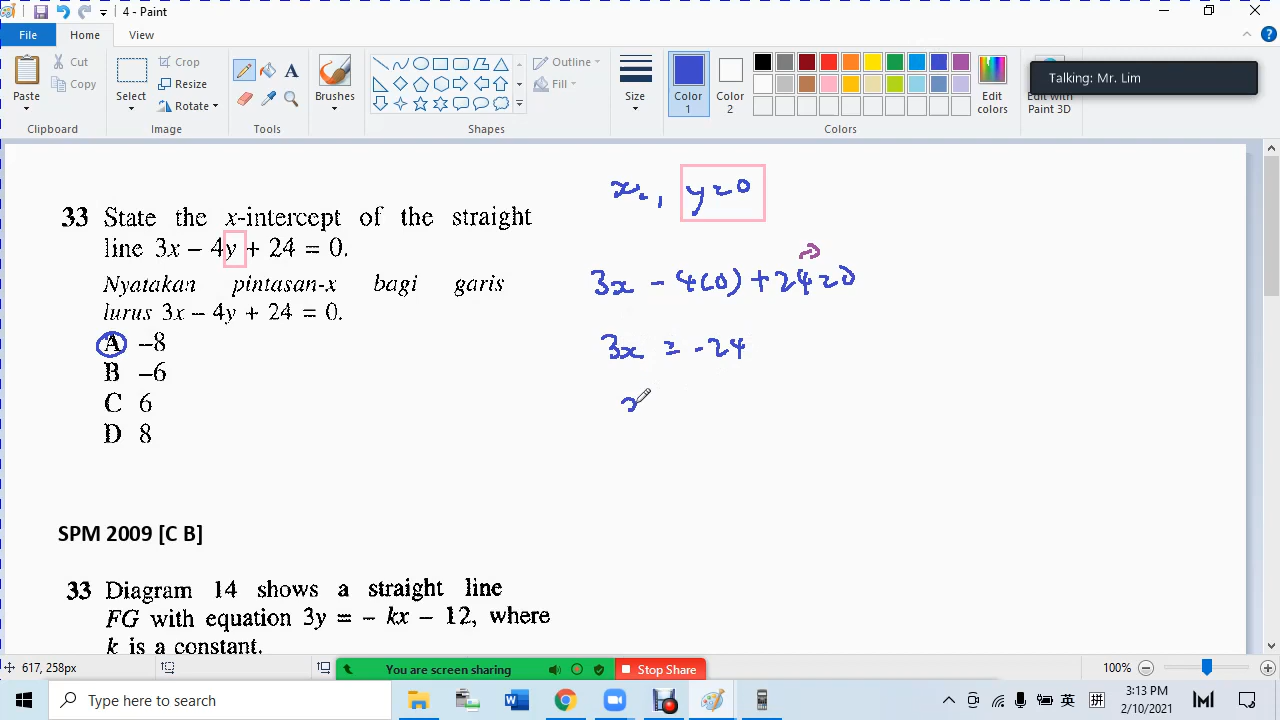 4 - Paint
File Home View
Paste Cut Copy Clipboard
Select Crop Resize Rotate Image
Tools
Brushes
Shapes Outline Fill
Size
Color 1 Color 2 Edit colors Edit with Paint 3D Colors
Talking: Mr. Lim
33 State the x-intercept of the straight
line 3x – 4y + 24 = 0.
Nyatakan pintasan-x bagi garis
lurus 3x – 4y + 24 = 0.
A –8
B –6
C 6
D 8
x, y=0
3x - 4(0) + 24 = 0
3x = -24
x
SPM 2009 [C B]
33 Diagram 14 shows a straight line
FG with equation 3y = – kx – 12, where
k is a constant.
617, 258px
You are screen sharing Stop Share
100%
Type here to search
英
拼
3:13 PM
2/10/2021